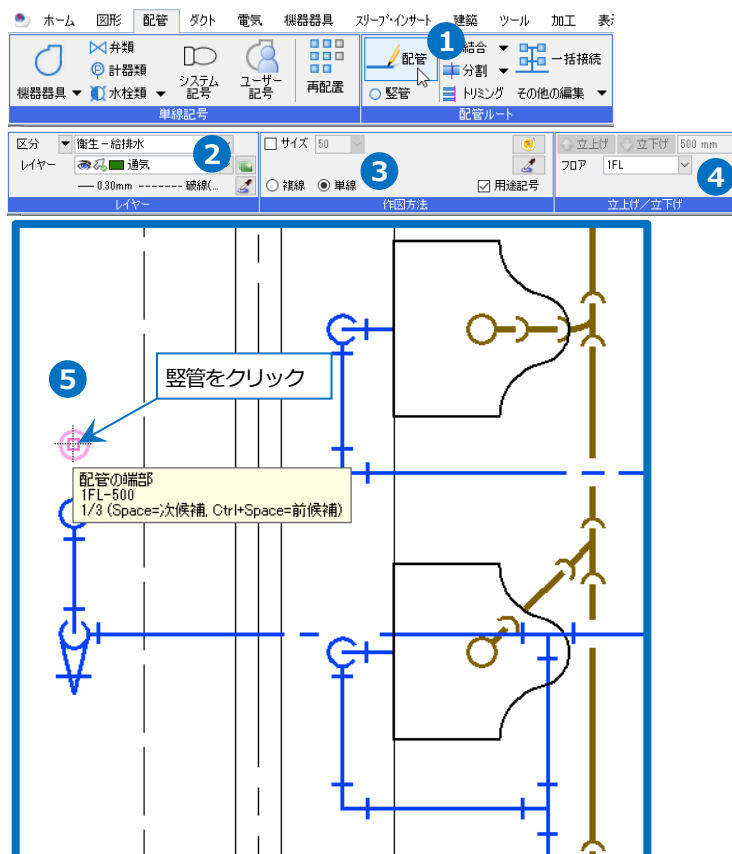 ホーム 図形 配管 ダクト 電気 機器器具 スリーブ・インサート 建築 ツール 加工 表示
弁類
計器類
機器器具 水栓類
システム
記号
ユーザー
記号
再配置
単線記号
1
配管 結合 一括接続
分割
竪管 トリミング その他の編集
配管ルート
区分 衛生－給排水
レイヤー 通気
2
0.30mm 破線(...
レイヤー
サイズ 50
3
複線 単線 用途記号
作図方法
立上げ 立下げ 500 mm
フロア 1FL
4
立上げ／立下げ
5
竪管をクリック
配管の端部
1FL-500
1/3 (Space=次候補, Ctrl+Space=前候補)